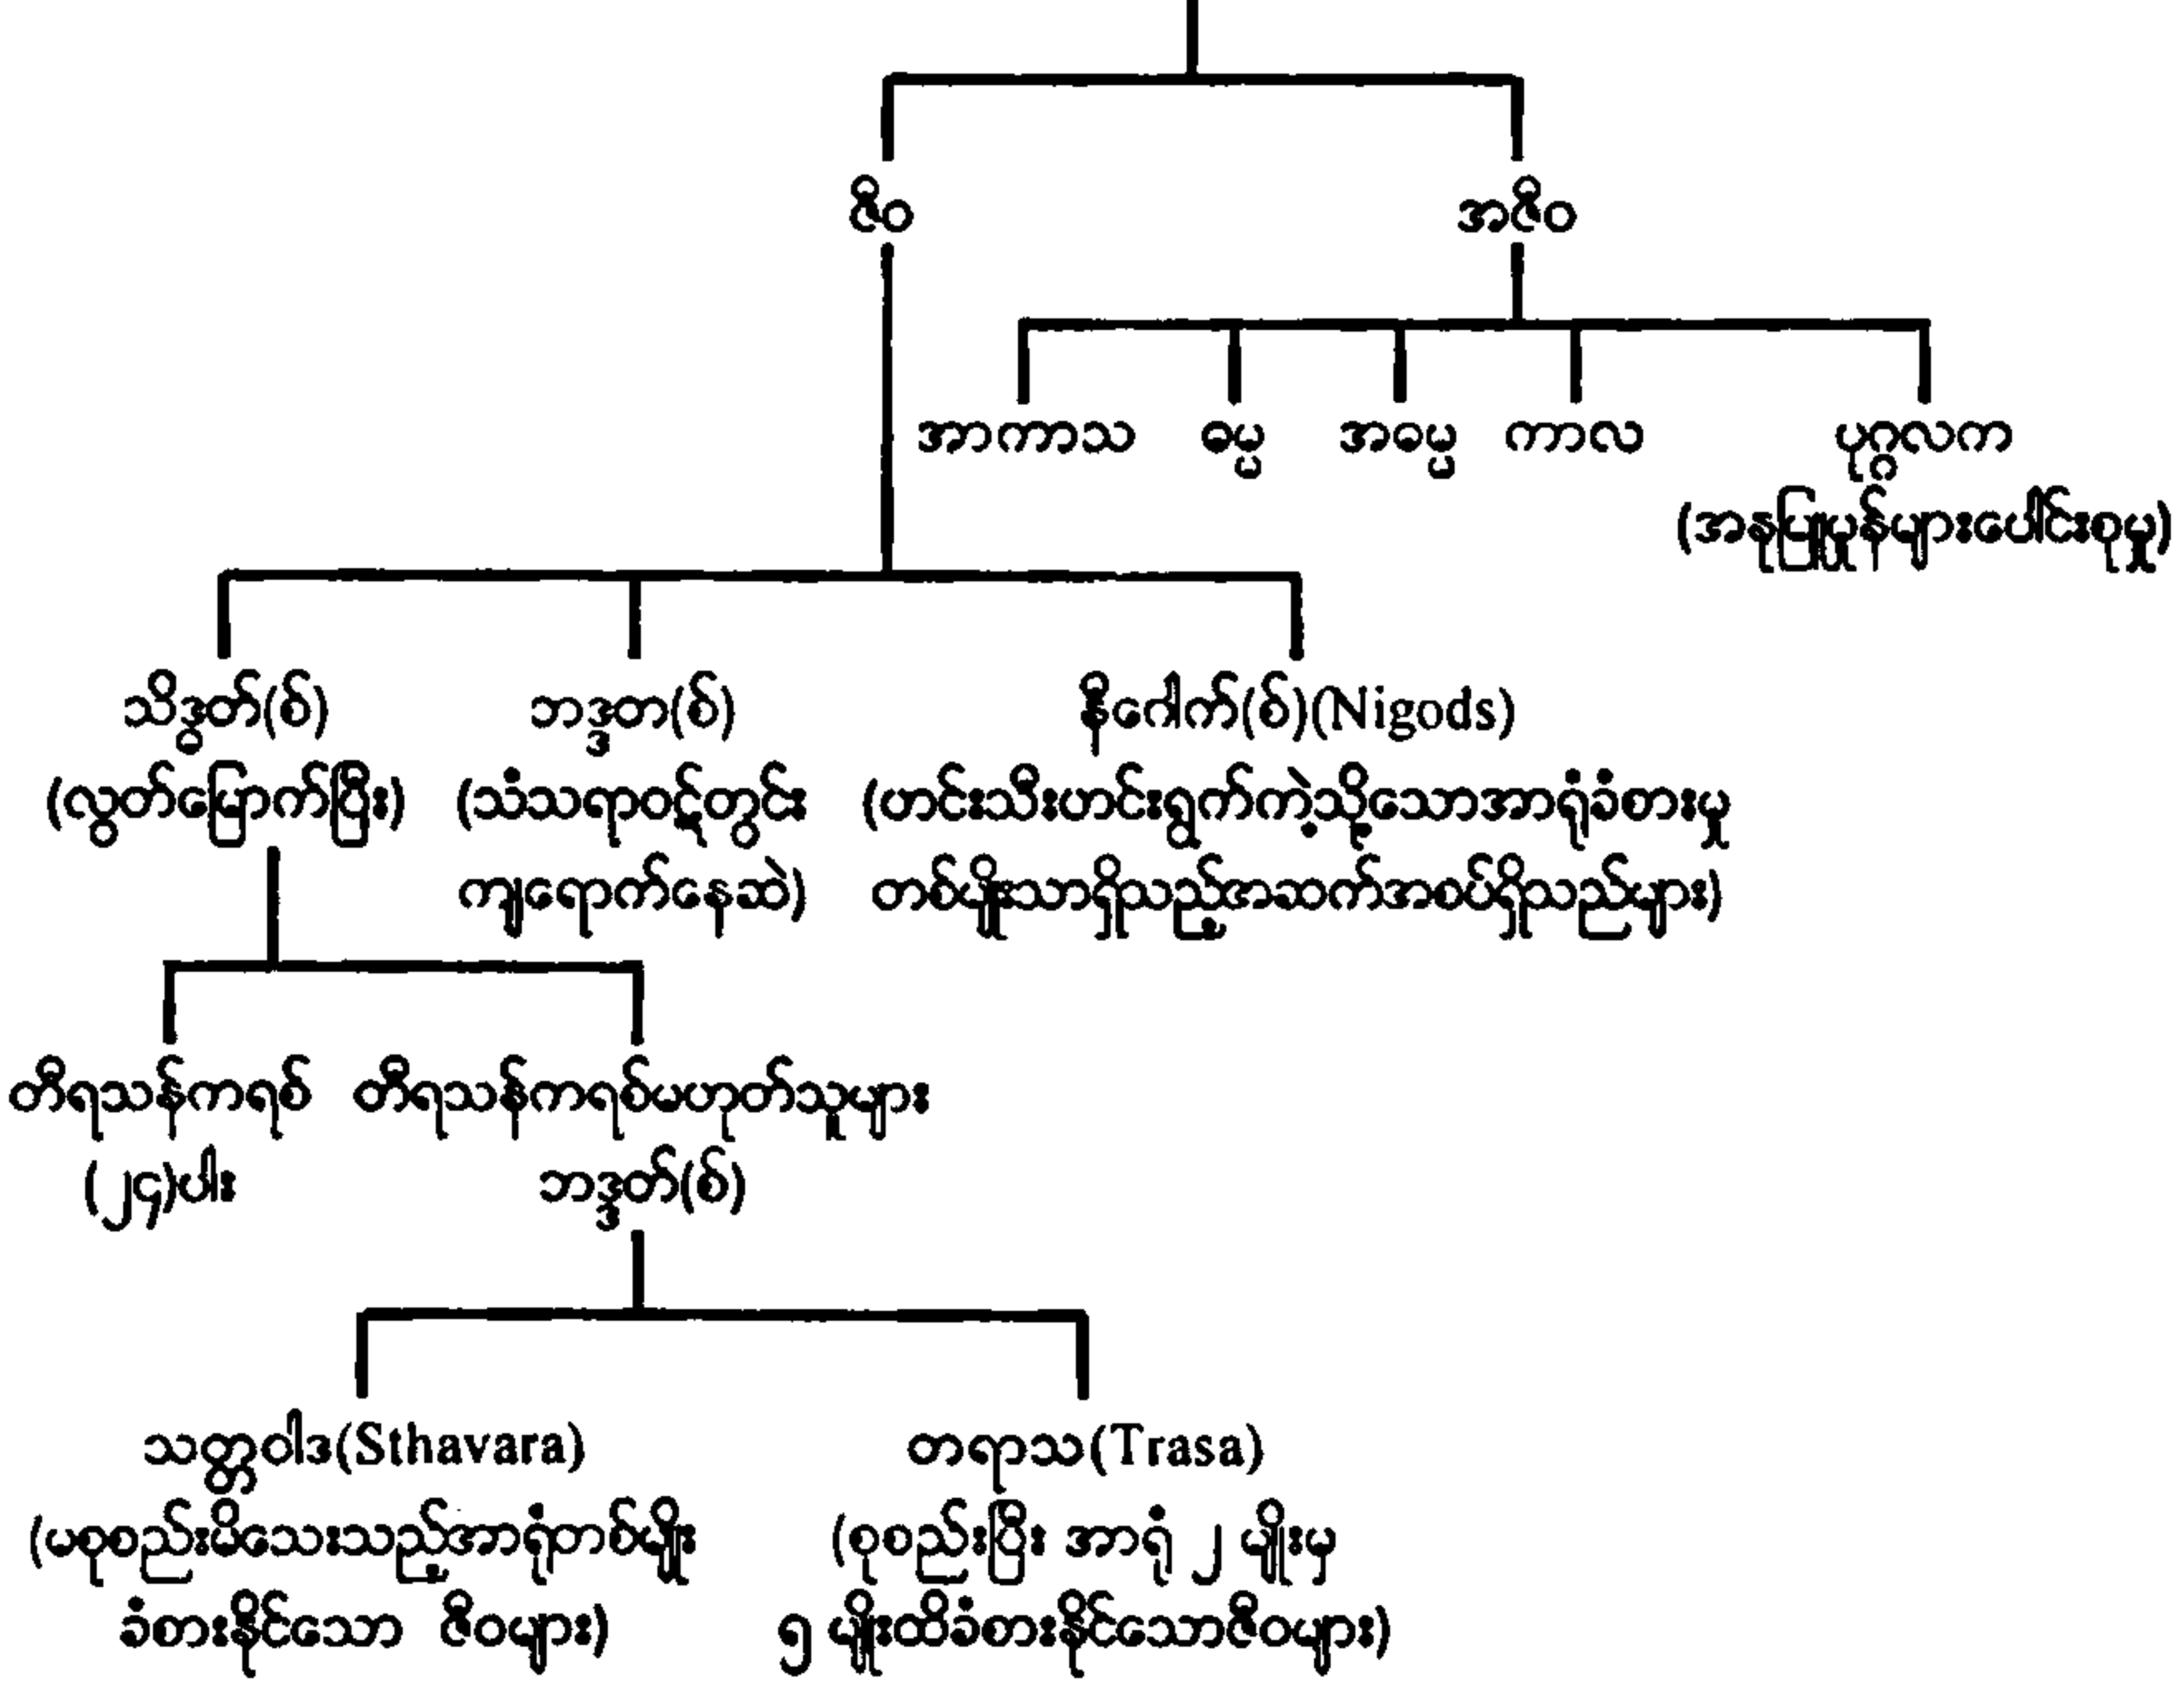 ဇီဝ အဇီဝ
အာကာသ ဓမ္မ အဓမ္မ ကာလ ပုဂ္ဂလက
(အနုမြူမှုန်များပေါင်းစုမှု)
သိဒ္ဓတ်(စ်) ဘဒ္ဒတ(စ်) နိဂေါက်(စ်)(Nigods)
(လွတ်မြောက်ပြီး) (သံသရာဝင့်တွင်း (ဟင်းသီးဟင်းရွက်ကဲ့သို့သောအာရုံခံစားမှု
ကျရောက်နေဆဲ) တစ်မျိုးသာရှိသည့်အဆက်အစပ်ရှိသည်များ)
တီရသန်ကရစ် တီရသန်ကရစ်မဟုတ်သူများ
(၂၄)ပါး ဘဒ္ဒတ်(စ်)
သတ္တဝါဒ(Sthavara) တရာသ(Trasa)
(မစုစည်းမိသေးသည့်အာရုံတစ်မျိုး (စုစည်းပြီး အာရုံ ၂ မျိုးမှ
ခံစားနိုင်သော ဇီဝများ) ၅ မျိုးထိခံစားနိုင်သောဇီဝများ)